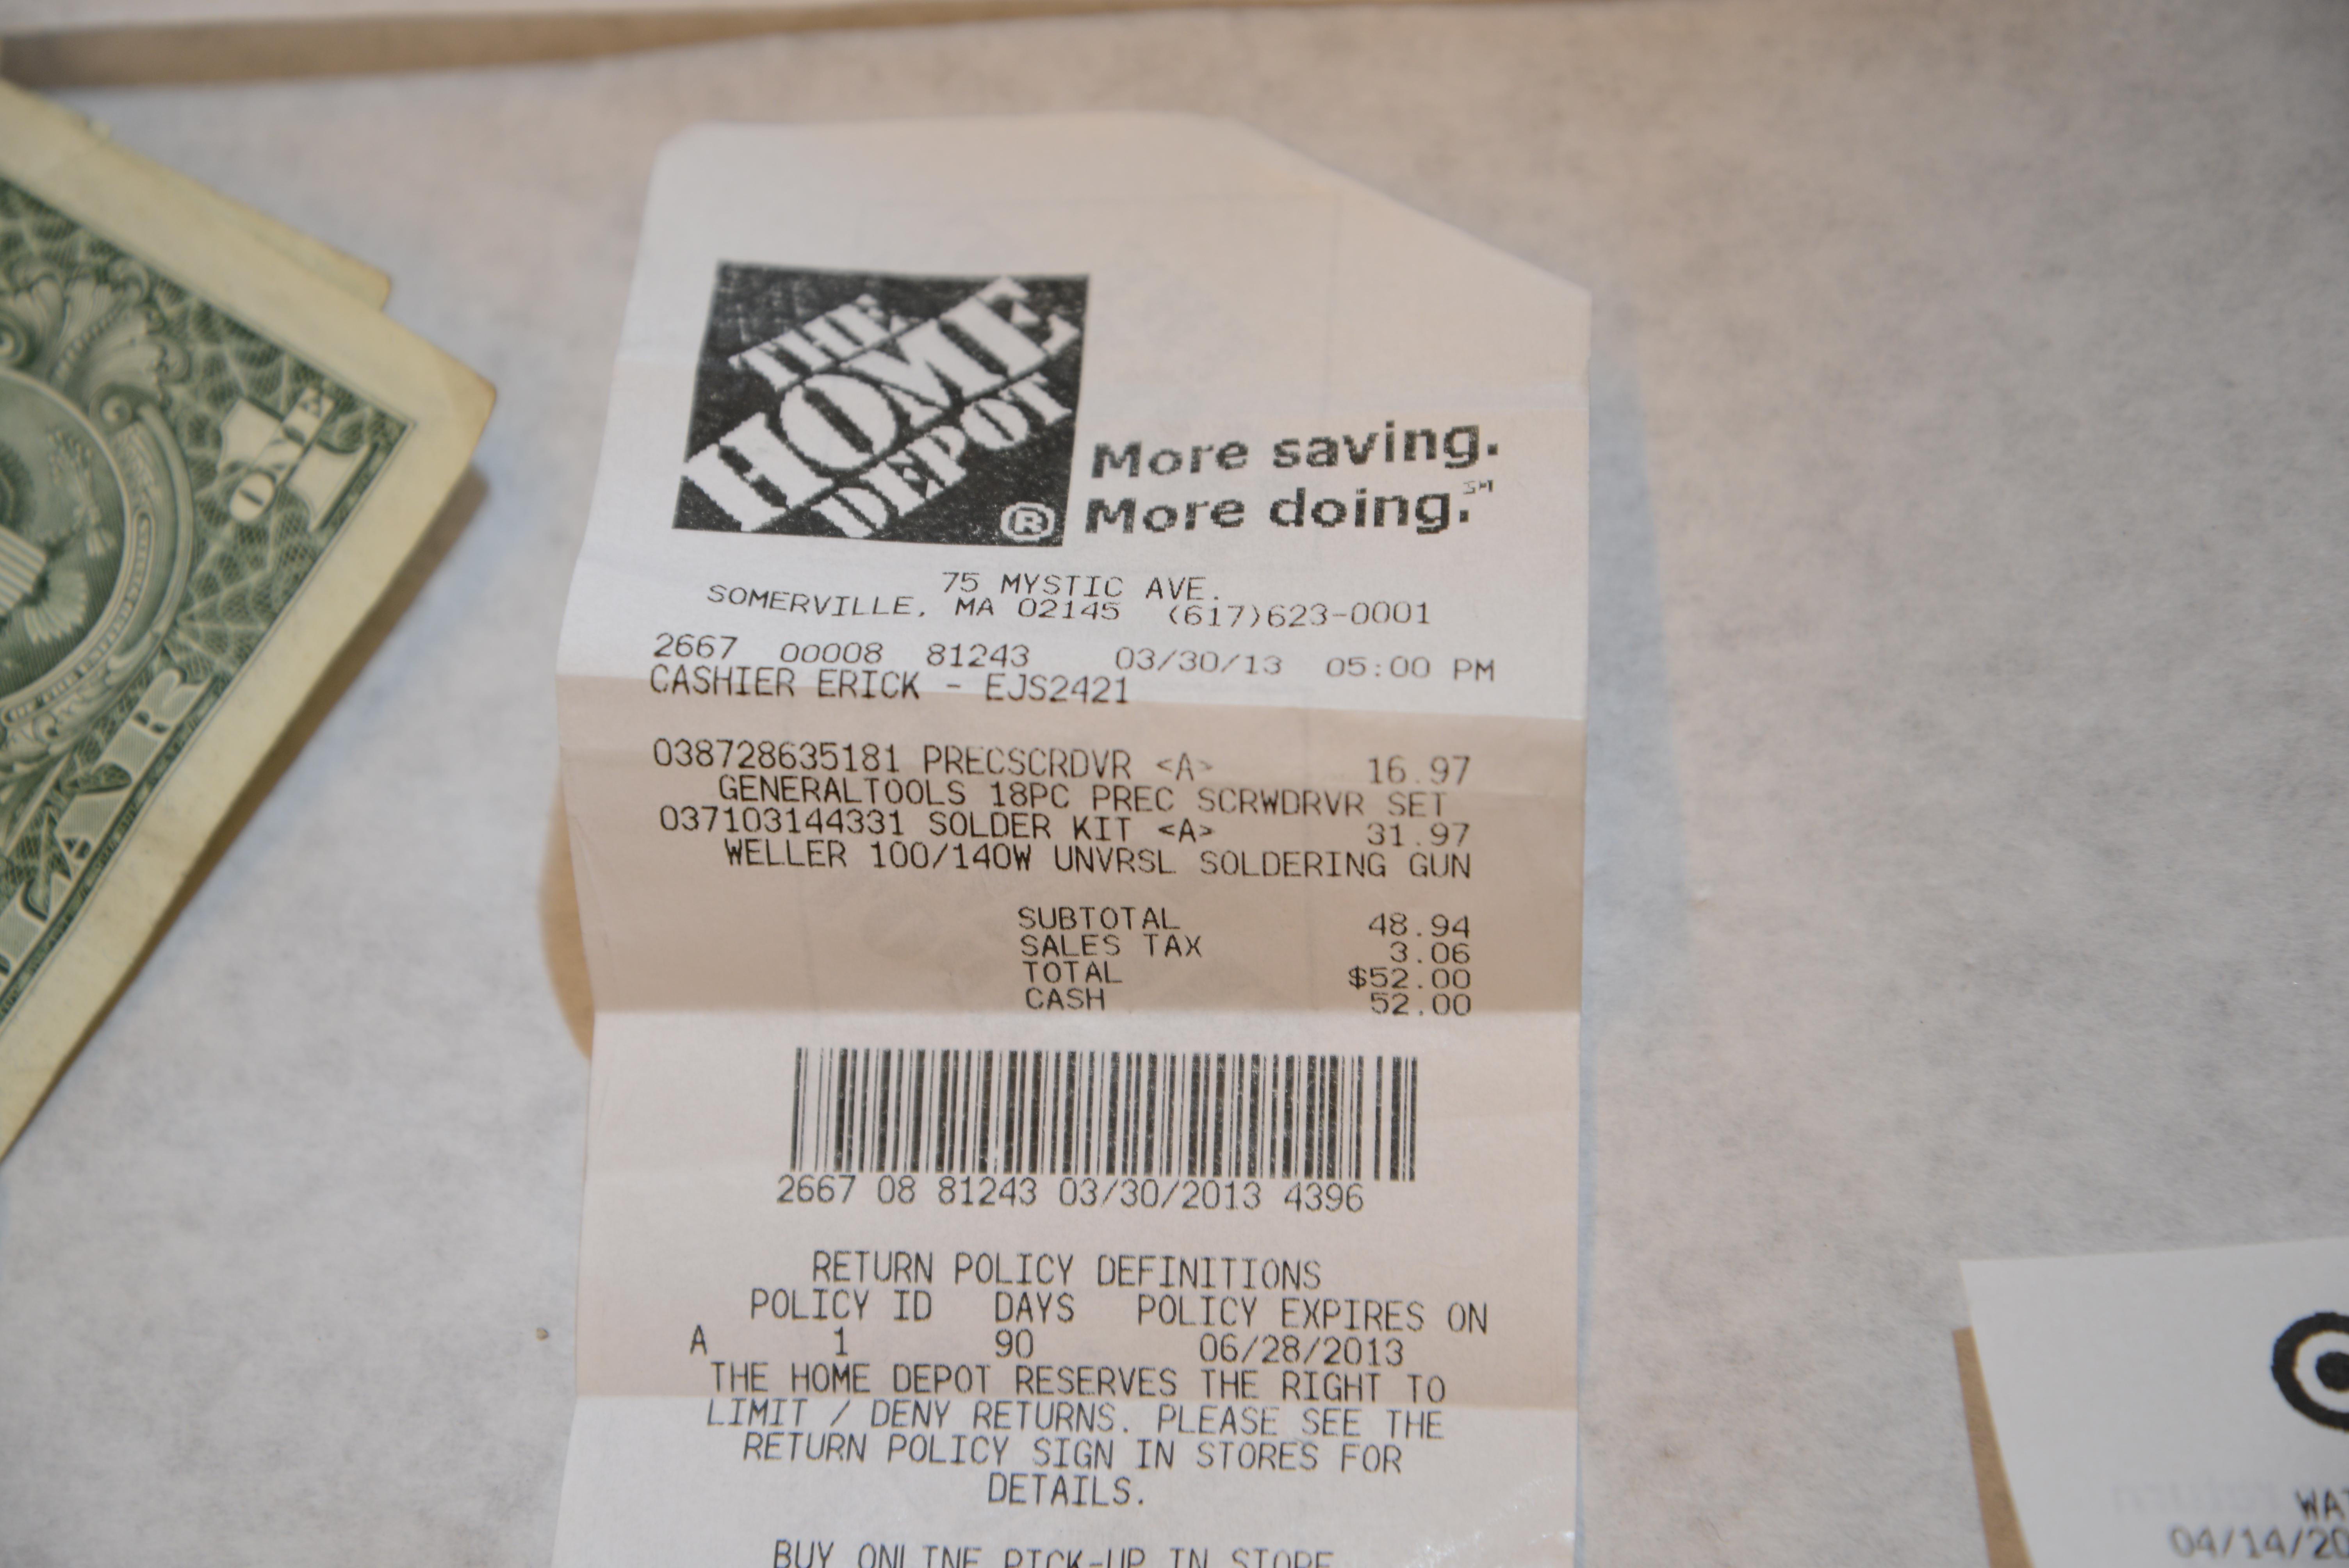 THE
HOME
DEPOT
®
More saving.
More doing.℠
75 MYSTIC AVE.
SOMERVILLE, MA 02145 (617)623-0001
2667 00008 81243 03/30/13 05:00 PM
CASHIER ERICK - EJS2421
038728635181 PRECSCRDVR <A> 16.97
GENERALTOOLS 18PC PREC SCRWDRVR SET
037103144331 SOLDER KIT <A> 31.97
WELLER 100/140W UNVRSL SOLDERING GUN
SUBTOTAL 48.94
SALES TAX 3.06
TOTAL $52.00
CASH 52.00
2667 08 81243 03/30/2013 4396
RETURN POLICY DEFINITIONS
POLICY ID DAYS POLICY EXPIRES ON
A 1 90 06/28/2013
THE HOME DEPOT RESERVES THE RIGHT TO
LIMIT / DENY RETURNS. PLEASE SEE THE
RETURN POLICY SIGN IN STORES FOR
DETAILS.
BUY ONLINE PICK-UP IN STORE
ONE
WA
04/14/20